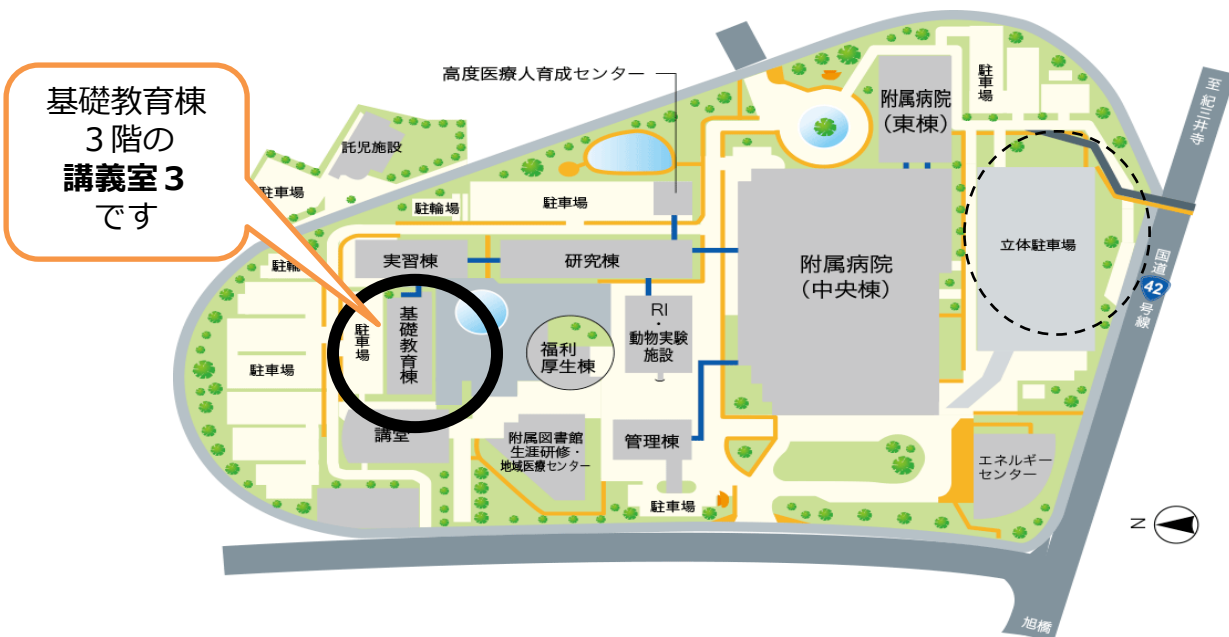 基礎教育棟
３階の
講義室３
です
高度医療人育成センター
託児施設
駐車場
駐輪場
駐車場
駐輪
実習棟
研究棟
附属病院
（東棟）
駐車場
至 紀三井寺
立体駐車場
国道
42
号線
附属病院
（中央棟）
RI
・
動物実験
施設
基礎教育棟
駐車場
駐車場
福利
厚生棟
講堂
附属図書館
生涯研修・
地域医療センター
管理棟
駐車場
エネルギー
センター
N
旭橋